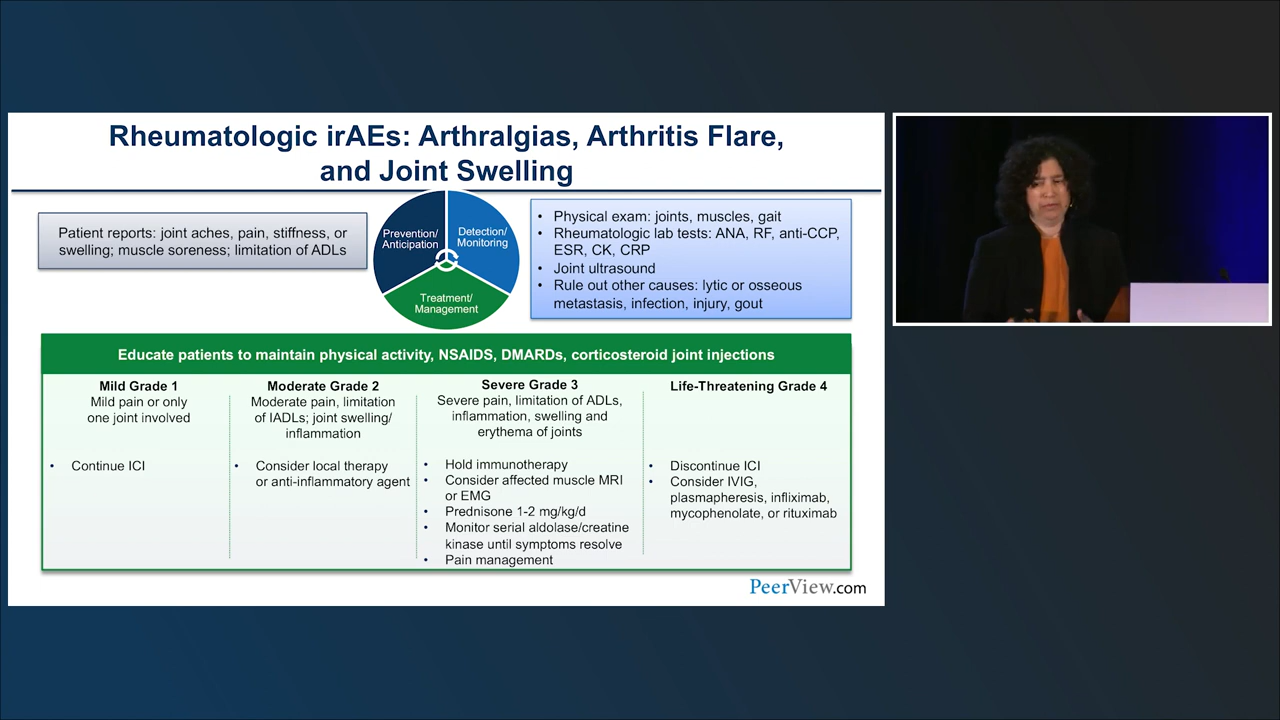 Rheumatologic irAEs: Arthralgias, Arthritis Flare,
and Joint Swelling
Patient reports: joint aches, pain, stiffness, or
swelling; muscle soreness; limitation of ADLs
Prevention/
Anticipation
Detection/
Monitoring
Treatment/
Management
• Physical exam: joints, muscles, gait
• Rheumatologic lab tests: ANA, RF, anti-CCP,
ESR, CK, CRP
• Joint ultrasound
• Rule out other causes: lytic or osseous
metastasis, infection, injury, gout
Educate patients to maintain physical activity, NSAIDS, DMARDs, corticosteroid joint injections
Mild Grade 1
Mild pain or only
one joint involved
• Continue ICI
Moderate Grade 2
Moderate pain, limitation
of IADLs; joint swelling/
inflammation
• Consider local therapy
or anti-inflammatory agent
Severe Grade 3
Severe pain, limitation of ADLs,
inflammation, swelling and
erythema of joints
• Hold immunotherapy
• Consider affected muscle MRI
or EMG
• Prednisone 1-2 mg/kg/d
• Monitor serial aldolase/creatine
kinase until symptoms resolve
• Pain management
Life-Threatening Grade 4
• Discontinue ICI
• Consider IVIG,
plasmapheresis, infliximab,
mycophenolate, or rituximab
PeerView.com